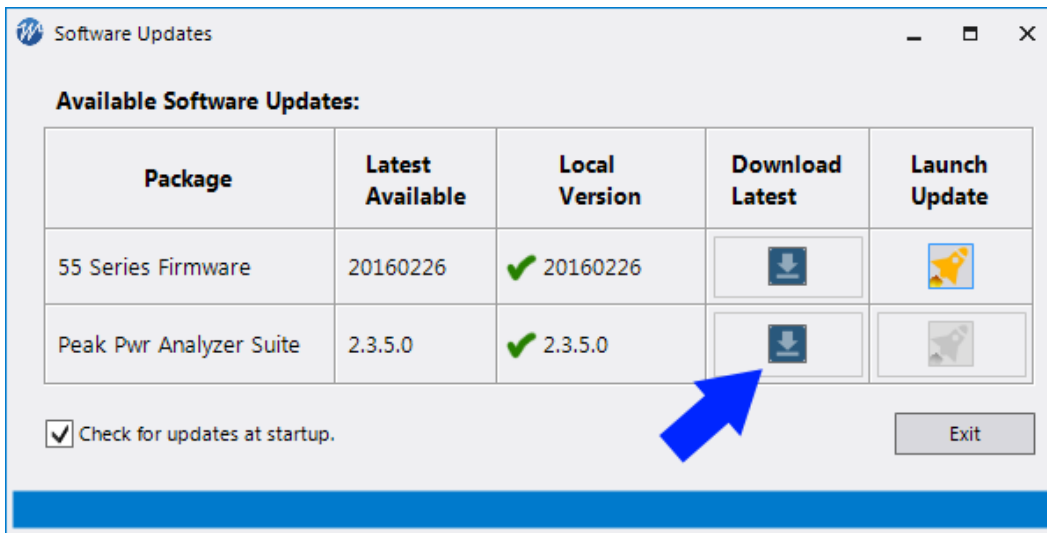 Software Updates
Available Software Updates:
Package
Latest
Available
Local
Version
Download
Latest
Launch
Update
55 Series Firmware 20160226 20160226
Peak Pwr Analyzer Suite 2.3.5.0 2.3.5.0
Check for updates at startup.
Exit